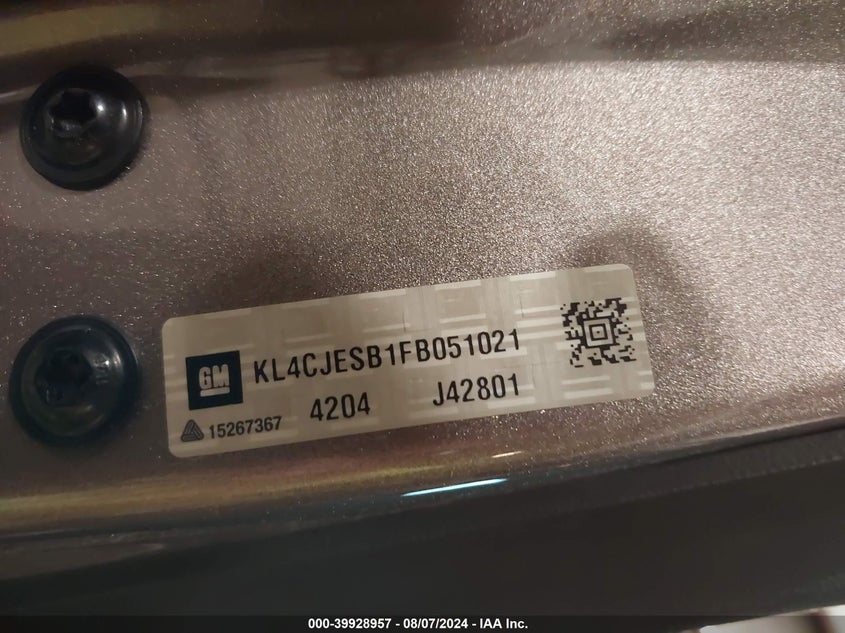 GM KL4CJESB1FB051021
15267367 4204 J42801
000-39928957 - 08/07/2024 - IAA Inc.